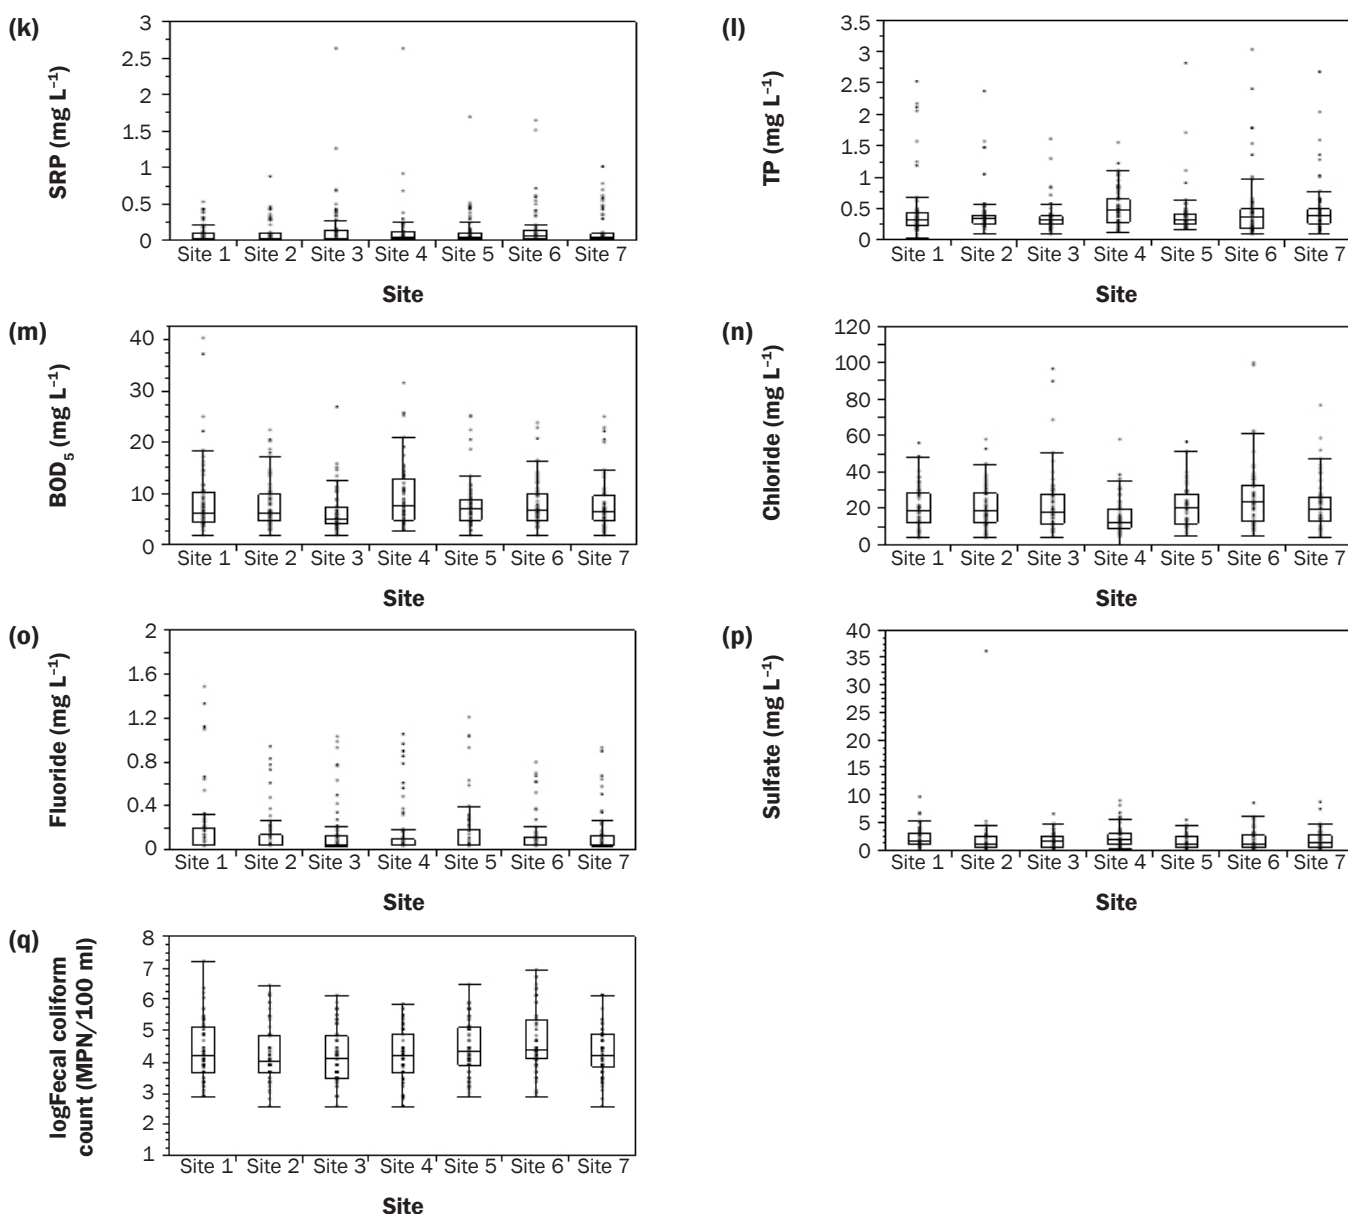 (k)
SRP (mg L⁻¹)
3
2.5
2
1.5
1
0.5
0
Site 1 Site 2 Site 3 Site 4 Site 5 Site 6 Site 7
Site
(l)
TP (mg L⁻¹)
3.5
3
2.5
2
1.5
1
0.5
0
Site 1 Site 2 Site 3 Site 4 Site 5 Site 6 Site 7
Site
(m)
BOD₅ (mg L⁻¹)
40
30
20
10
0
Site 1 Site 2 Site 3 Site 4 Site 5 Site 6 Site 7
Site
(n)
Chloride (mg L⁻¹)
120
100
80
60
40
20
0
Site 1 Site 2 Site 3 Site 4 Site 5 Site 6 Site 7
Site
(o)
Fluoride (mg L⁻¹)
2
1.6
1.2
0.8
0.4
0
Site 1 Site 2 Site 3 Site 4 Site 5 Site 6 Site 7
Site
(p)
Sulfate (mg L⁻¹)
40
35
30
25
20
15
10
5
0
Site 1 Site 2 Site 3 Site 4 Site 5 Site 6 Site 7
Site
(q)
logFecal coliform
count (MPN/100 ml)
8
7
6
5
4
3
2
1
Site 1 Site 2 Site 3 Site 4 Site 5 Site 6 Site 7
Site